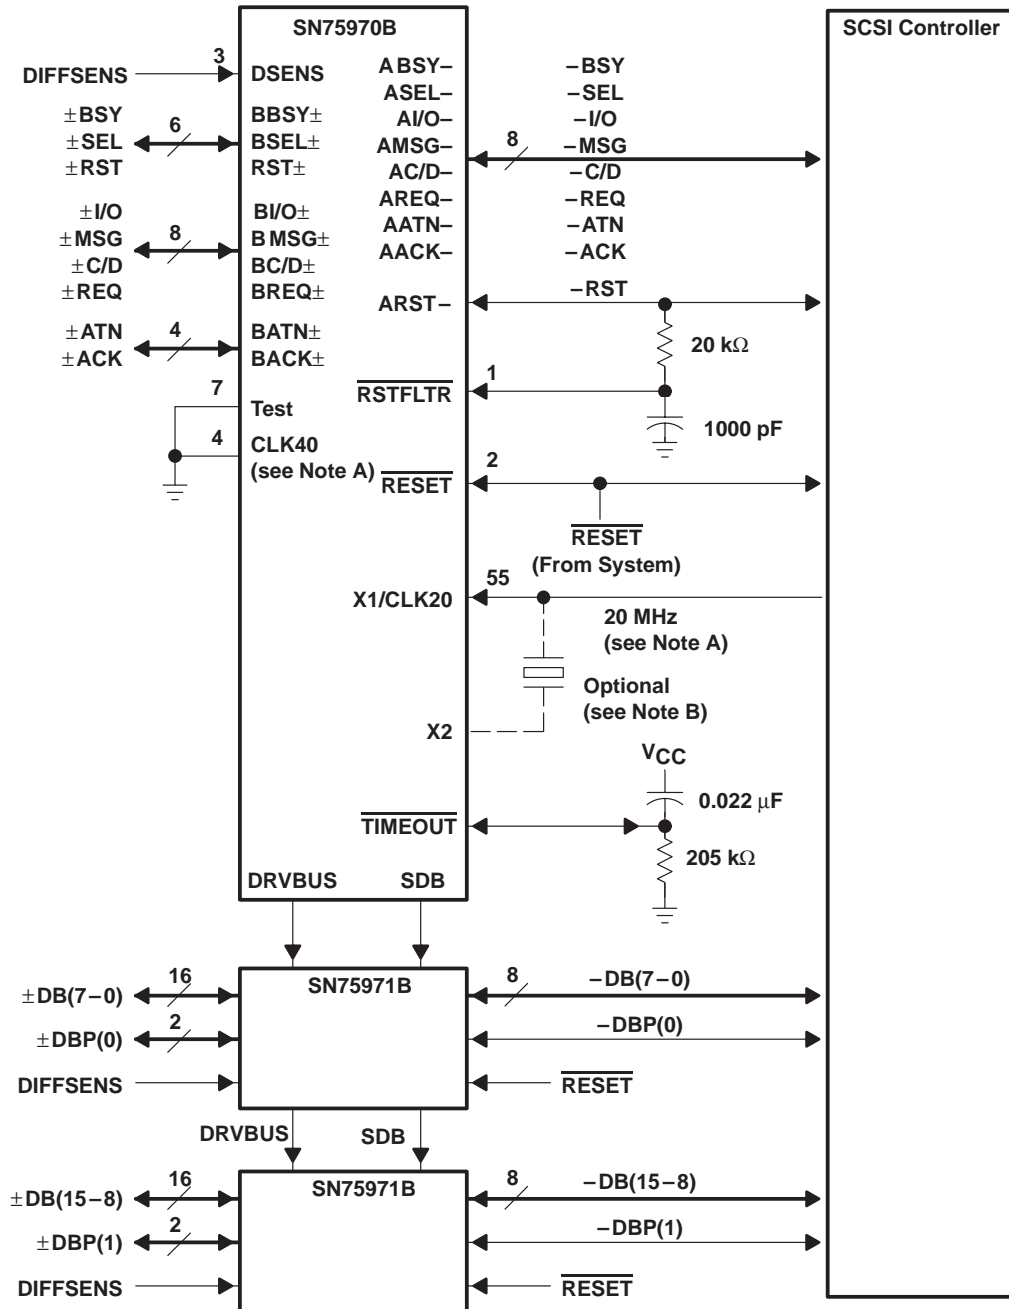 SN75970B
SCSI Controller
DIFFSENS
3
DSENS
ABSY–
–BSY
ASEL–
–SEL
AI/O–
–I/O
AMSG–
–MSG
AC/D–
–C/D
AREQ–
–REQ
AATN–
–ATN
AACK–
–ACK
8
±BSY
±SEL
±RST
6
BBSY±
BSEL±
RST±
±I/O
±MSG
±C/D
±REQ
8
BI/O±
BMSG±
BC/D±
BREQ±
±ATN
±ACK
4
BATN±
BACK±
ARST–
–RST
20 kΩ
RSTFLTR
1
1000 pF
7
Test
4
CLK40
(see Note A)
RESET
2
RESET
(From System)
X1/CLK20
55
20 MHz
(see Note A)
Optional
(see Note B)
X2
VCC
0.022 μF
TIMEOUT
205 kΩ
DRVBUS
SDB
SN75971B
±DB(7–0)
16
8
–DB(7–0)
±DBP(0)
2
–DBP(0)
DIFFSENS
RESET
DRVBUS
SDB
SN75971B
±DB(15–8)
16
8
–DB(15–8)
±DBP(1)
2
–DBP(1)
DIFFSENS
RESET